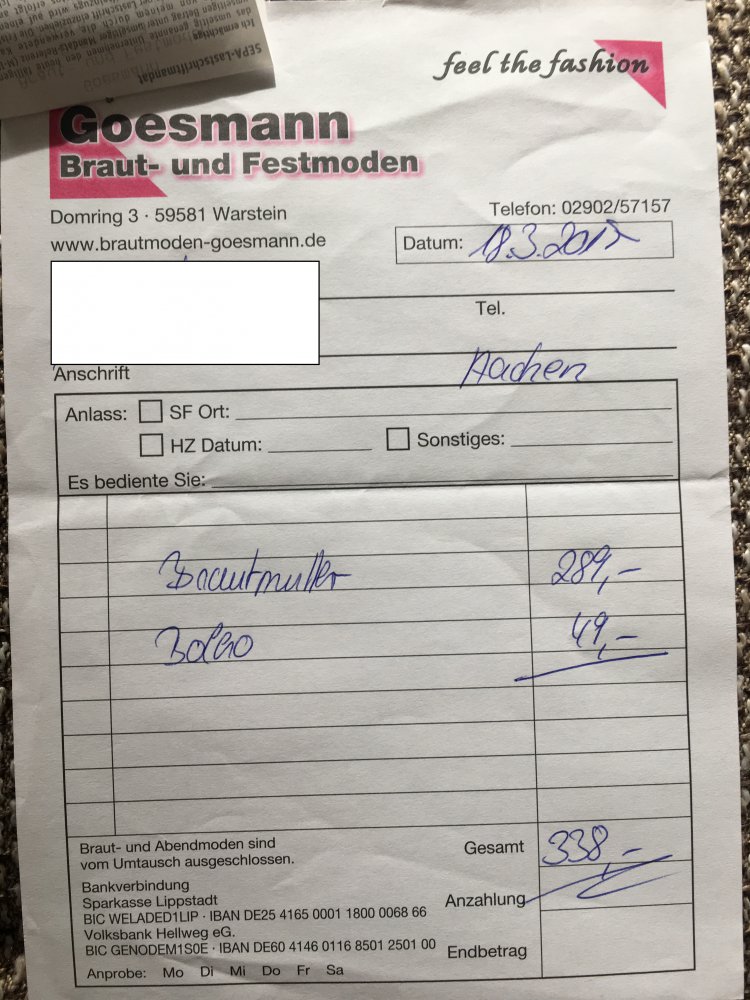 SEPA-Lastschriftmandat
feel the fashion
Goesmann
Braut- und Festmoden
Domring 3 · 59581 Warstein
Telefon: 02902/57157
www.brautmoden-goesmann.de
Datum: 18.3.2017
Tel.
Aachen
Anschrift
Anlass: SF Ort:
HZ Datum: Sonstiges:
Es bediente Sie:
Brautmutter 289,-
Bolero 49,-
Braut- und Abendmoden sind
vom Umtausch ausgeschlossen.
Gesamt 338,-
Bankverbindung
Sparkasse Lippstadt
Anzahlung
BIC WELADED1LIP · IBAN DE25 4165 0001 1800 0068 66
Volksbank Hellweg eG.
BIC GENODEM1SOE · IBAN DE60 4146 0116 8501 2501 00
Endbetrag
Anprobe: Mo Di Mi Do Fr Sa